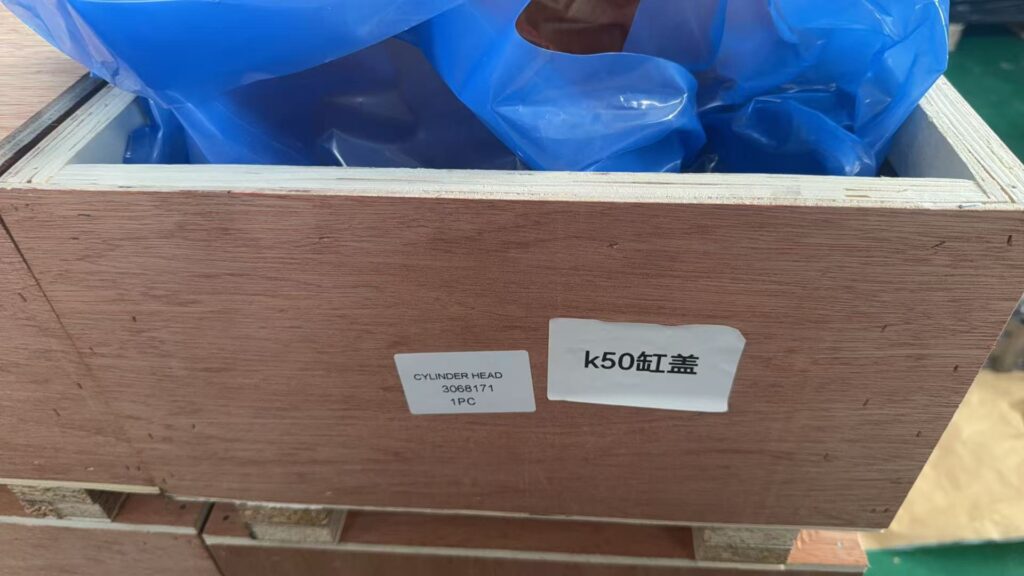 CYLINDER HEAD
3068171
1PC
k50缸盖